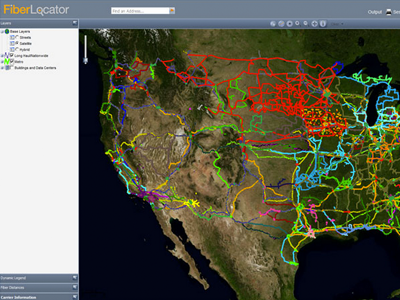 FiberLocator
Find an Address...
Output
Layers
Base Layers
Streets
Satellite
Hybrid
Long Haul/Nationwide
Metro
Buildings and Data Centers
Dynamic Legend
Fiber Distances
Carrier Information